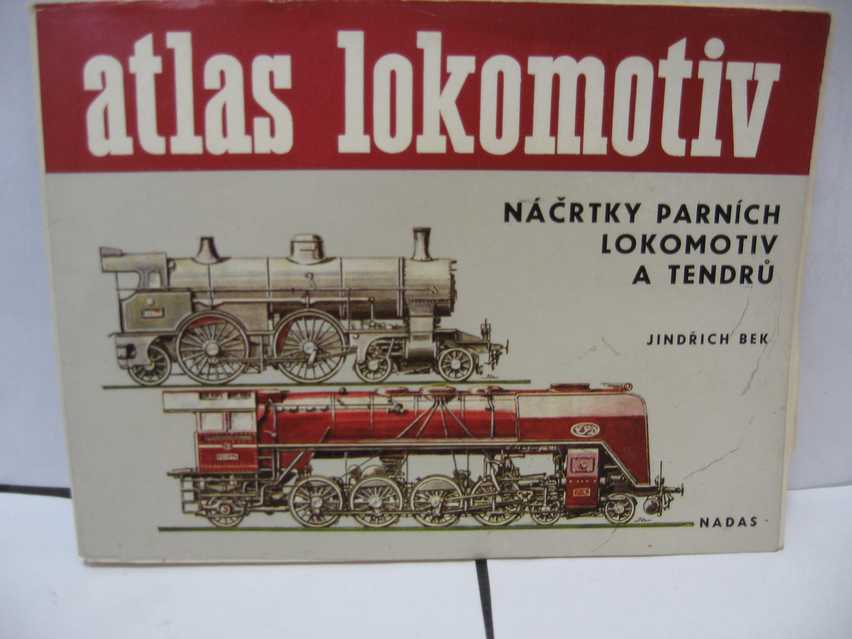 atlas lokomotiv
NÁČRTKY PARNÍCH
LOKOMOTIV
A TENDRŮ
JINDŘICH BEK
NADAS